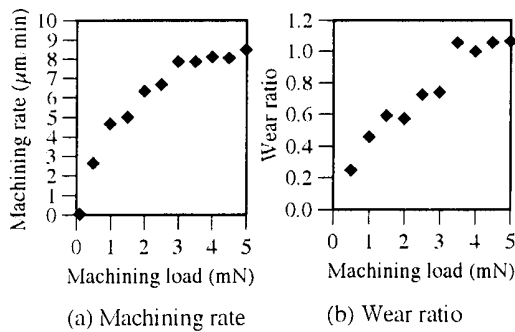 Machining rate (μm/min)
10
9
8
7
6
5
4
3
2
1
0
0 1 2 3 4 5
Machining load (mN)
(a) Machining rate
Wear ratio
1.2
1.0
0.8
0.6
0.4
0.2
0.0
0 1 2 3 4 5
Machining load (mN)
(b) Wear ratio